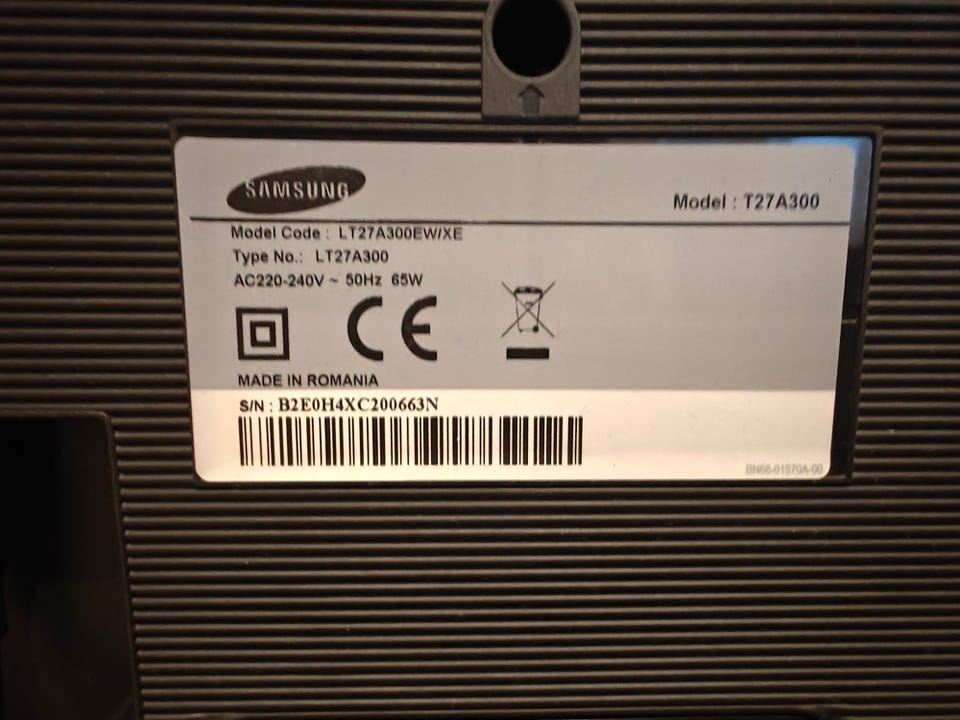 SAMSUNG
Model : T27A300
Model Code : LT27A300EW/XE
Type No.: LT27A300
AC220-240V ~ 50Hz 65W
CE
MADE IN ROMANIA
S/N : B2E0H4XC200663N
BN68-01570A-00